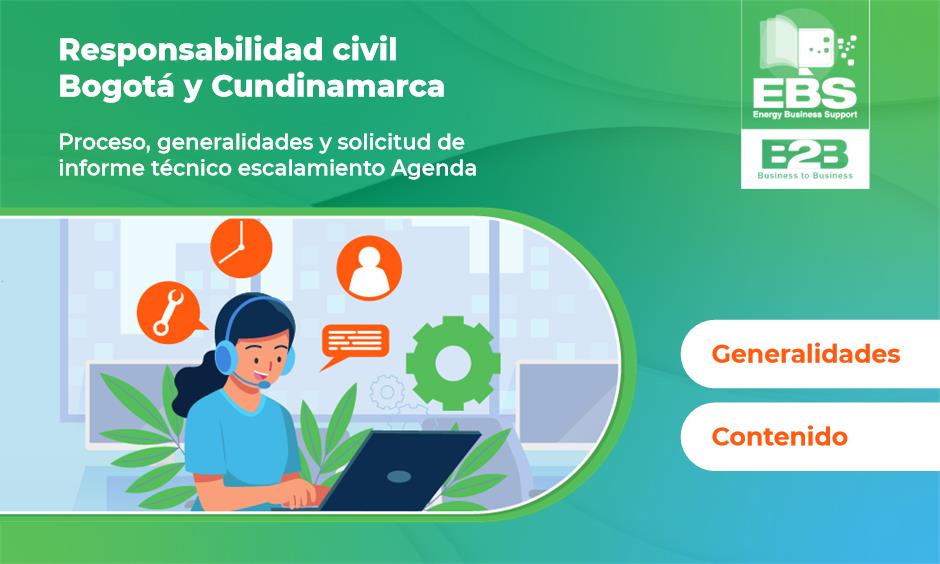 Responsabilidad civil
Bogotá y Cundinamarca
Proceso, generalidades y solicitud de
informe técnico escalamiento Agenda
EBS
Energy Business Support
B2B
Business to Business
Generalidades
Contenido